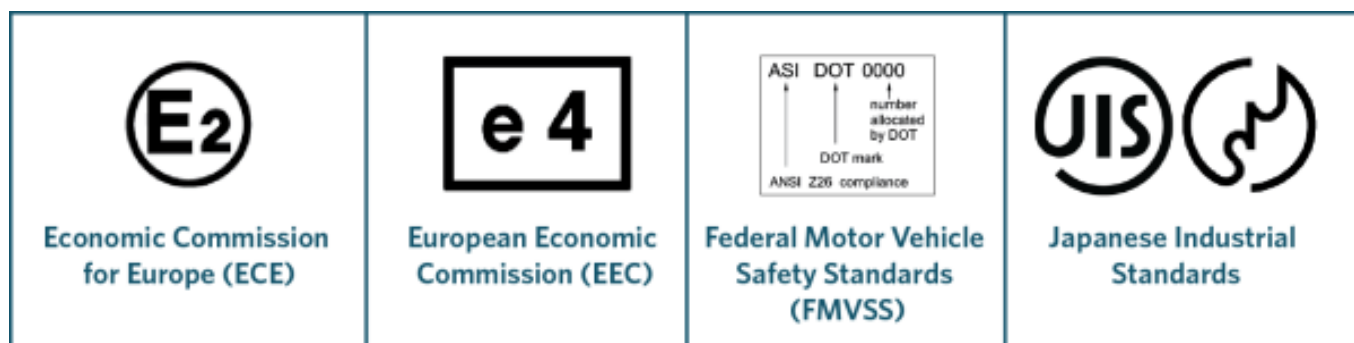 E2
Economic Commission
for Europe (ECE)
e 4
European Economic
Commission (EEC)
ASI DOT 0000
number
allocated
by DOT
DOT mark
ANSI Z26 compliance
Federal Motor Vehicle
Safety Standards
(FMVSS)
JIS
Japanese Industrial
Standards